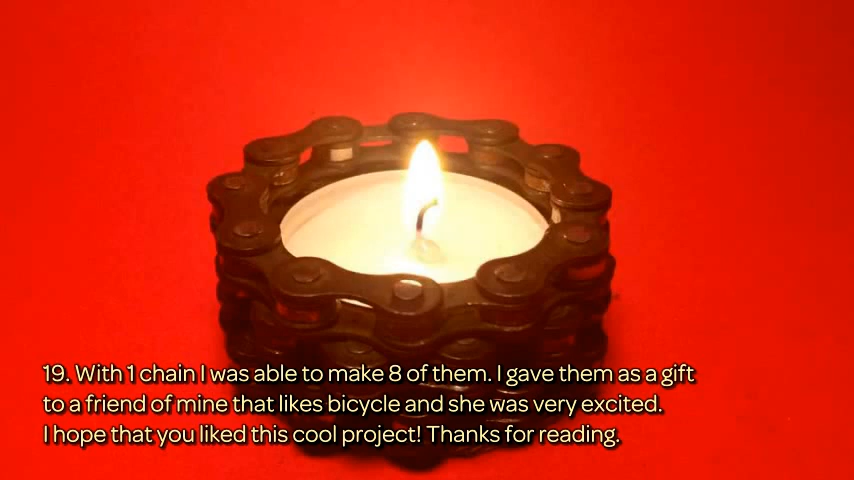 19. With 1 chain I was able to make 8 of them. I gave them as a gift
to a friend of mine that likes bicycle and she was very excited.
I hope that you liked this cool project! Thanks for reading.